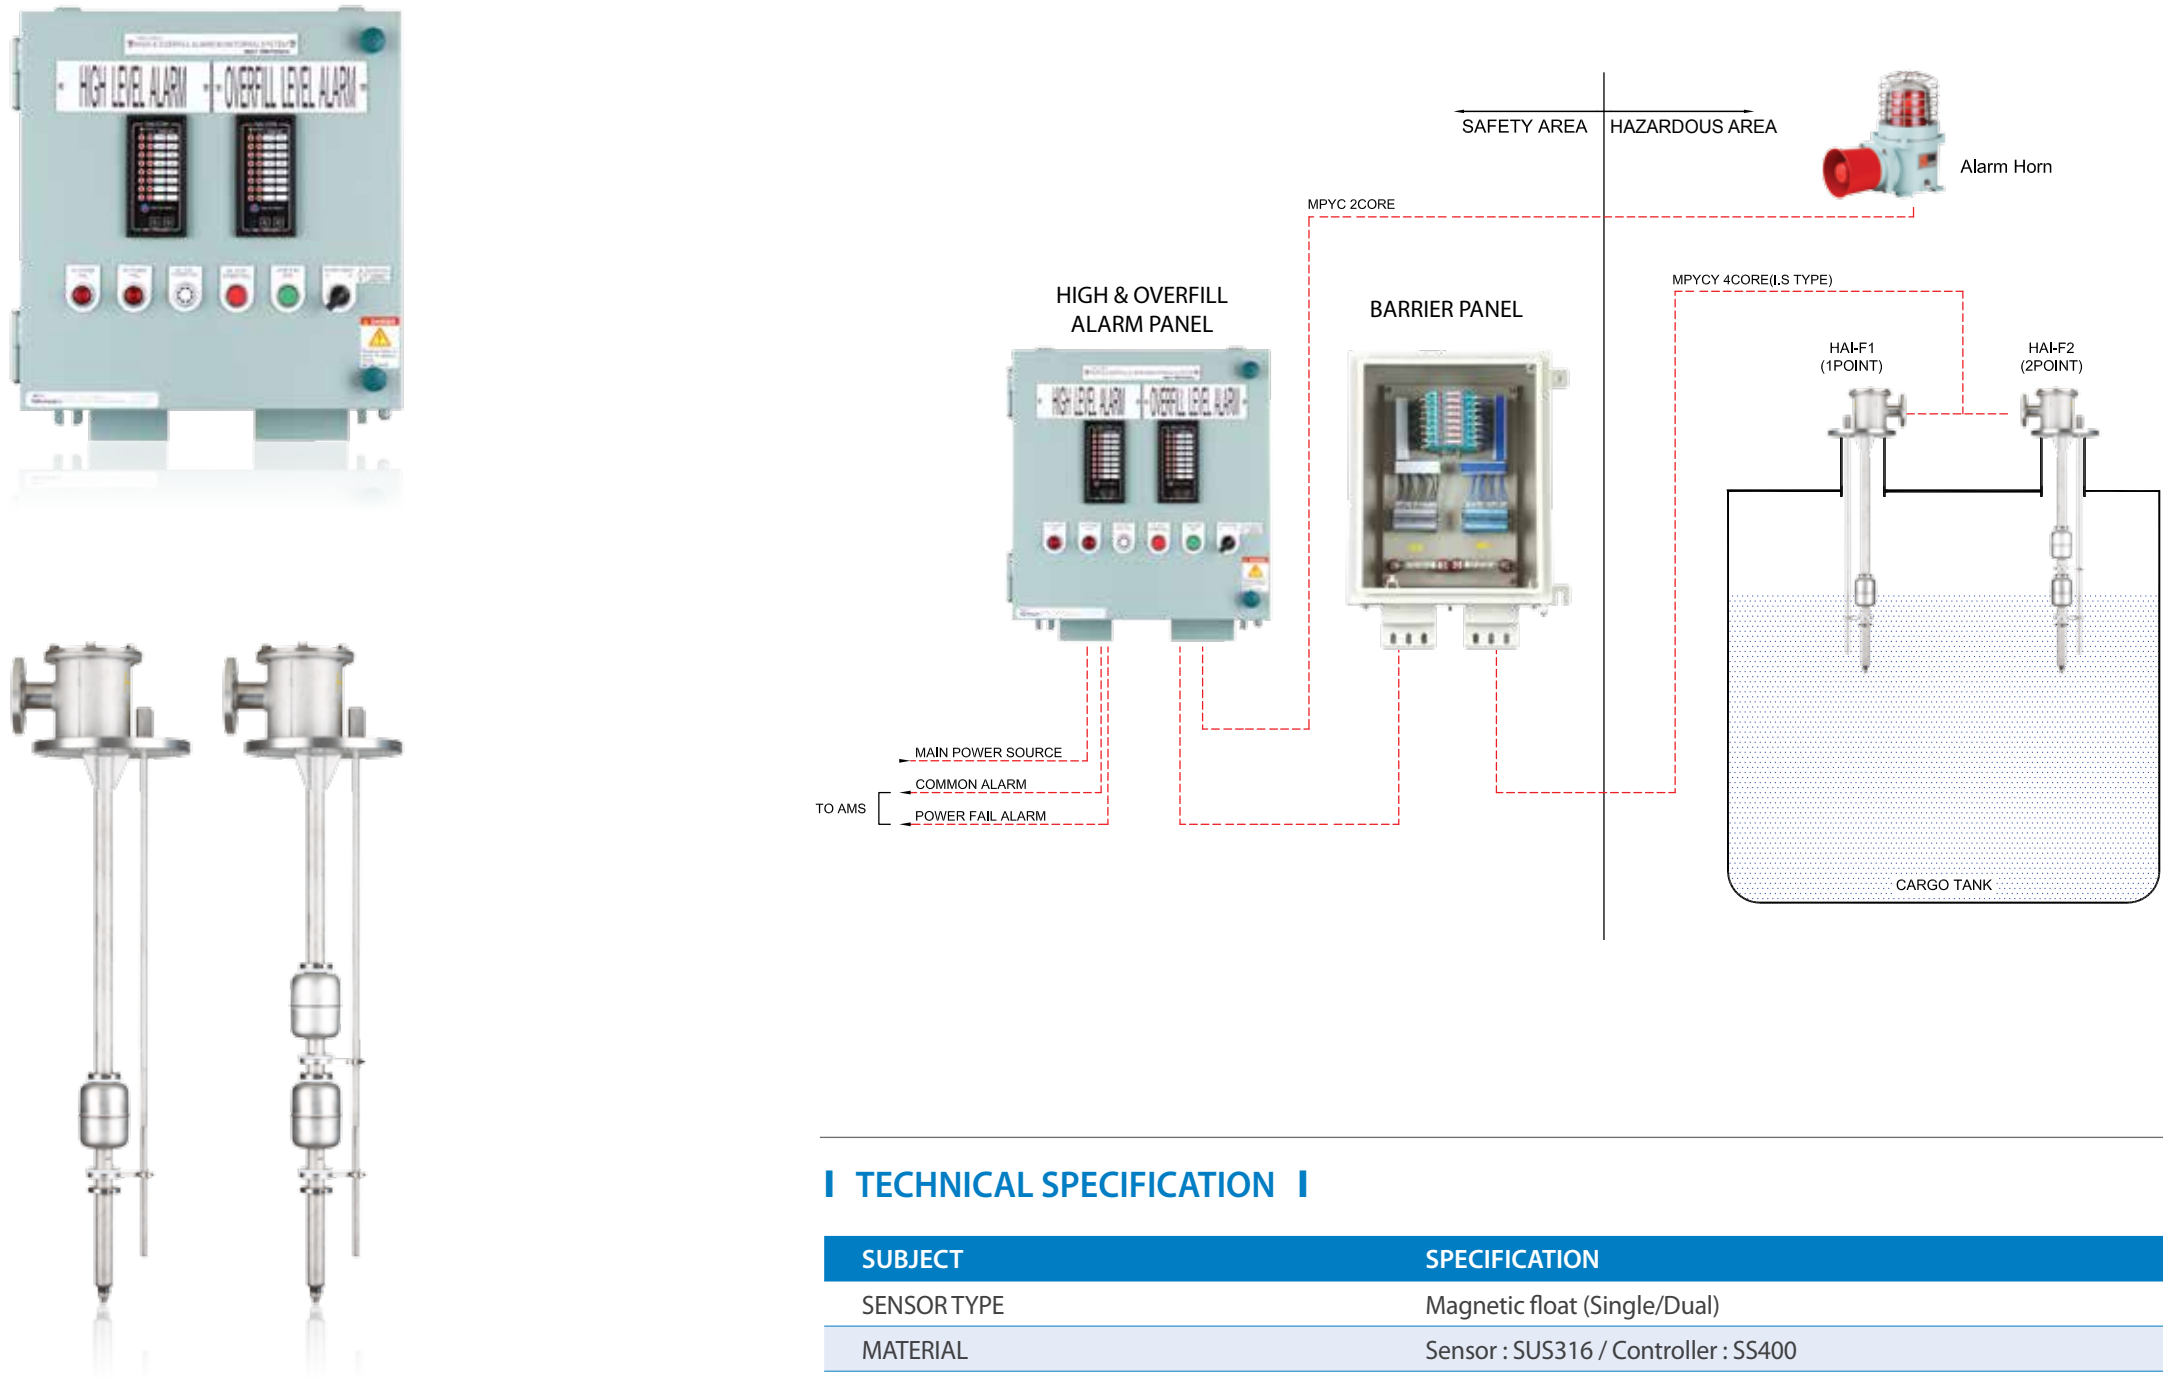 HIGH LEVEL ALARM
OVERFILL LEVEL ALARM
SAFETY AREA
HAZARDOUS AREA
Alarm Horn
MPYC 2CORE
MPYCY 4CORE(I.S TYPE)
HIGH & OVERFILL
ALARM PANEL
BARRIER PANEL
HAI-F1
(1POINT)
HAI-F2
(2POINT)
HIGH LEVEL ALARM
OVERFILL LEVEL ALARM
MAIN POWER SOURCE
COMMON ALARM
TO AMS
POWER FAIL ALARM
CARGO TANK
TECHNICAL SPECIFICATION
SUBJECT SPECIFICATION
SENSOR TYPE Magnetic float (Single/Dual)
MATERIAL Sensor : SUS316 / Controller : SS400